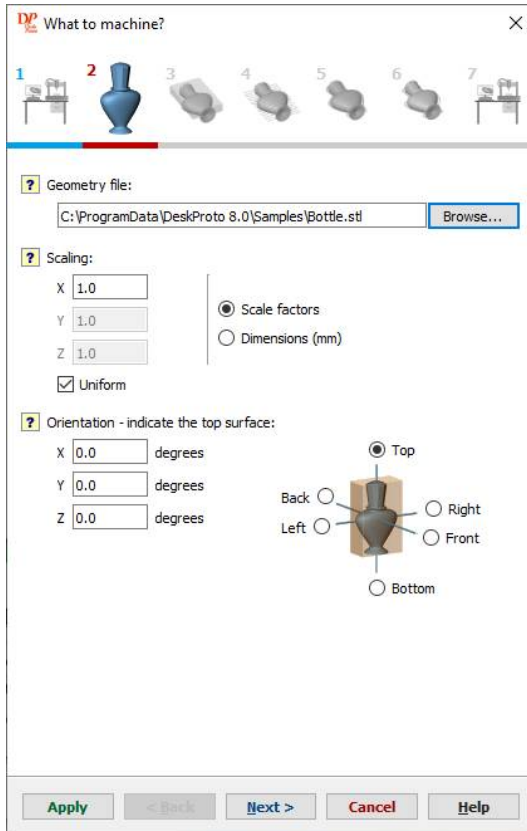 DP What to machine?
1 2 3 4 5 6 7
? Geometry file:
C:\ProgramData\DeskProto 8.0\Samples\Bottle.stl Browse...
? Scaling:
X 1.0
Y 1.0
Z 1.0
Scale factors
Dimensions (mm)
Uniform
? Orientation - indicate the top surface:
X 0.0 degrees
Y 0.0 degrees
Z 0.0 degrees
Top
Back
Left
Right
Front
Bottom
Apply < Back Next > Cancel Help